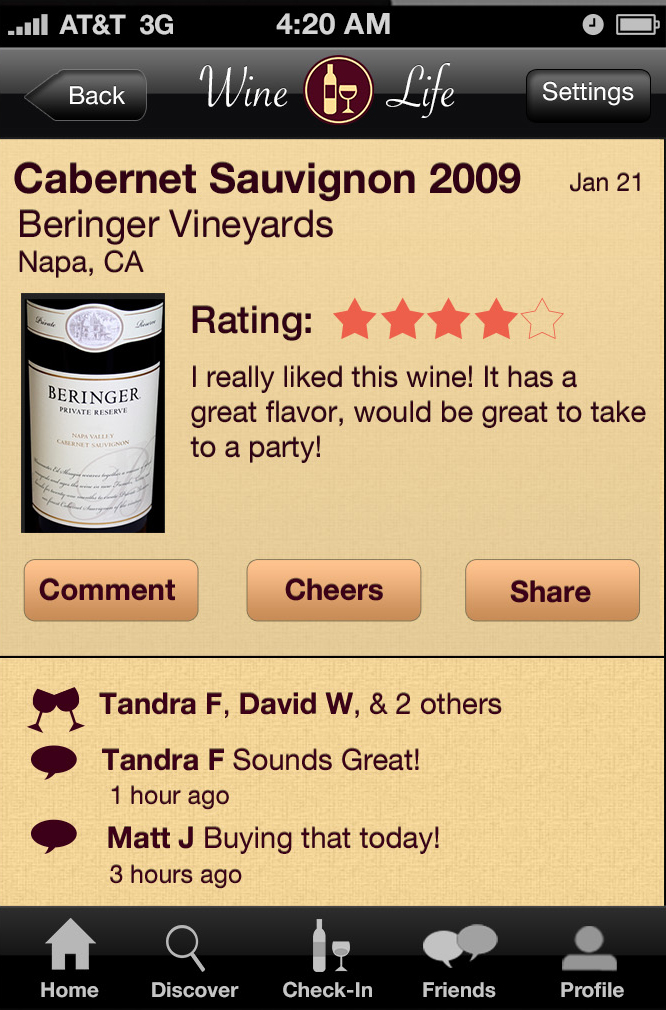 AT&T 3G 4:20 AM
Back Wine Life Settings
Cabernet Sauvignon 2009 Jan 21
Beringer Vineyards
Napa, CA
Rating:
I really liked this wine! It has a
great flavor, would be great to take
to a party!
Private Reserve
BERINGER
PRIVATE RESERVE
NAPA VALLEY
CABERNET SAUVIGNON
Comment Cheers Share
Tandra F, David W, & 2 others
Tandra F Sounds Great!
1 hour ago
Matt J Buying that today!
3 hours ago
Home Discover Check-In Friends Profile